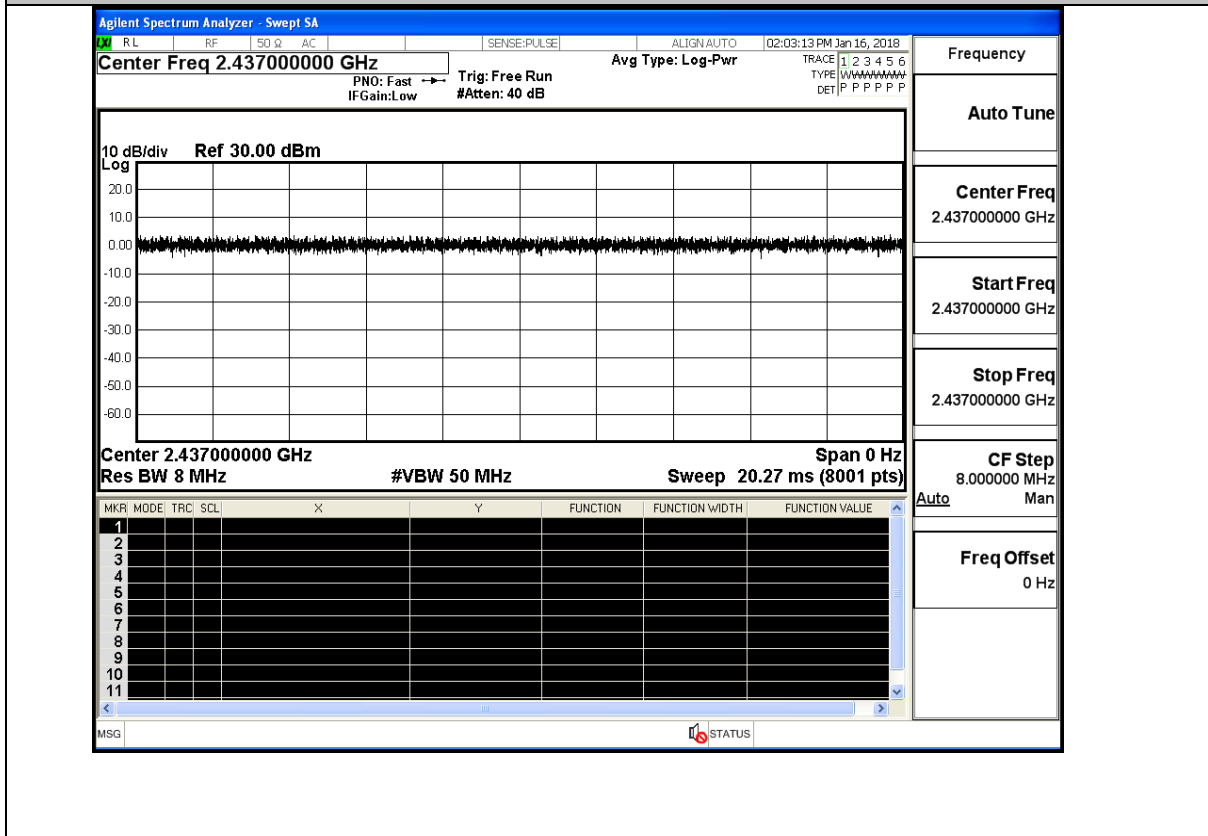 Agilent Spectrum Analyzer - Swept SA
LXI RL RF 50 Ω AC SENSE:PULSE ALIGN AUTO 02:03:13 PM Jan 16, 2018
Center Freq 2.437000000 GHz
PNO: Fast
IFGain:Low
Trig: Free Run
#Atten: 40 dB
Avg Type: Log-Pwr
TRACE 1 2 3 4 5 6
TYPE WWWWWW
DET P P P P P P
10 dB/div Ref 30.00 dBm
Log
20.0
10.0
0.00
-10.0
-20.0
-30.0
-40.0
-50.0
-60.0
Center 2.437000000 GHz Span 0 Hz
Res BW 8 MHz #VBW 50 MHz Sweep 20.27 ms (8001 pts)
MKR MODE TRC SCL X Y FUNCTION FUNCTION WIDTH FUNCTION VALUE
1
2
3
4
5
6
7
8
9
10
11
MSG STATUS
Frequency
Auto Tune
Center Freq
2.437000000 GHz
Start Freq
2.437000000 GHz
Stop Freq
2.437000000 GHz
CF Step
8.000000 MHz
Auto Man
Freq Offset
0 Hz